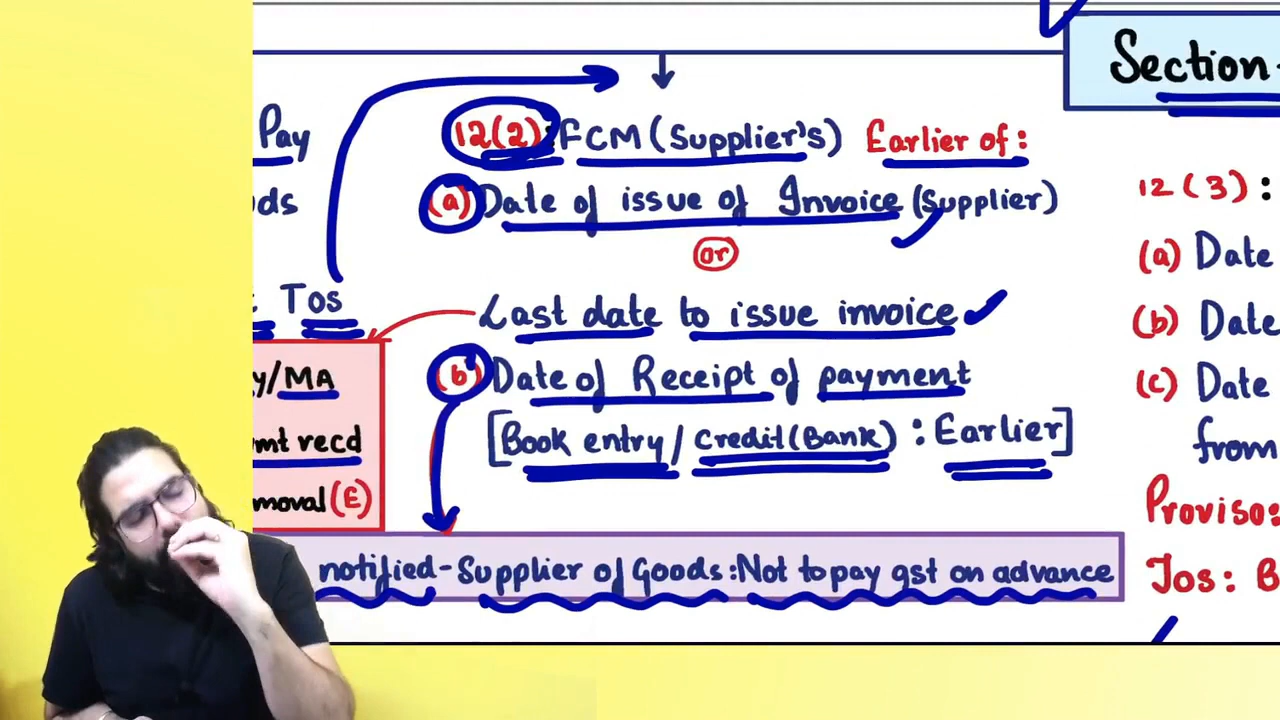 Section-
Pay
12(2): FCM (Supplier's) Earlier of:
(a) Date of issue of Invoice (Supplier)
or
Tos
Last date to issue invoice
/MA
(b) Date of Receipt of payment
mt recd
[Book entry/Credit(Bank) : Earlier]
moval(E)
notified-Supplier of Goods:Not to pay gst on advance
12(3):
(a) Date
(b) Date
(c) Date
from
Proviso:
Tos: B